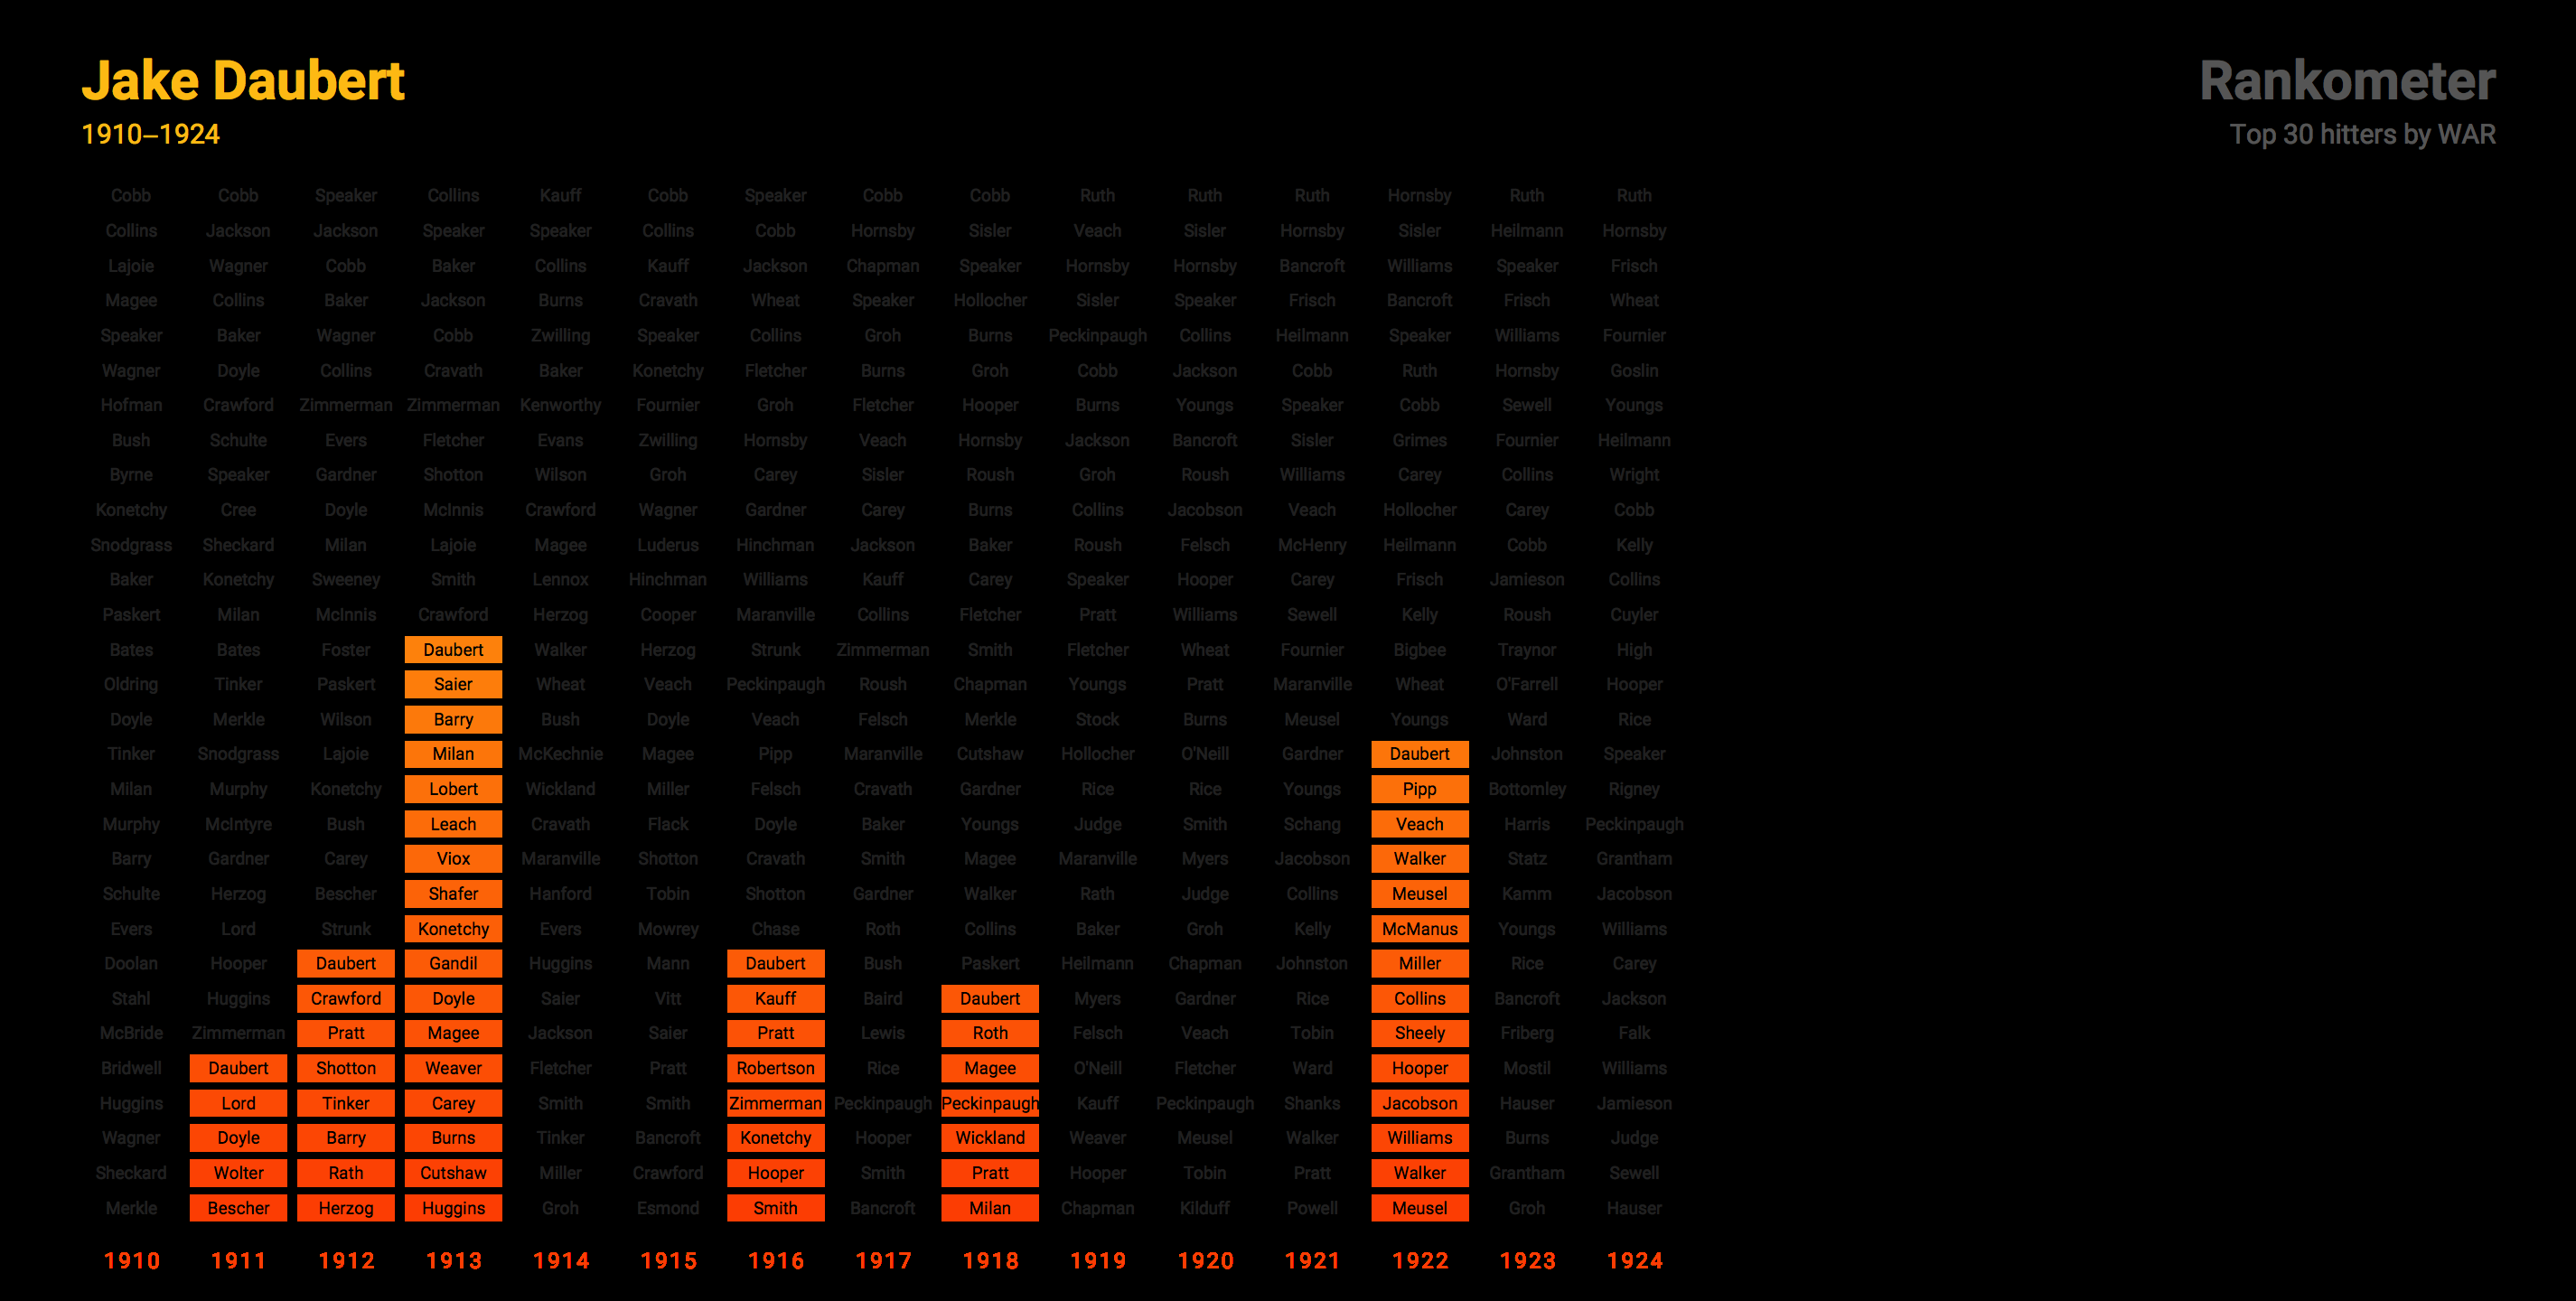 Jake Daubert
1910–1924
Rankometer
Top 30 hitters by WAR
Cobb Cobb Speaker Collins Kauff Cobb Speaker Cobb Cobb Ruth Ruth Ruth Hornsby Ruth Ruth
Collins Jackson Jackson Speaker Speaker Collins Cobb Hornsby Sisler Veach Sisler Hornsby Sisler Heilmann Hornsby
Lajoie Wagner Cobb Baker Collins Kauff Jackson Chapman Speaker Hornsby Hornsby Bancroft Williams Speaker Frisch
Magee Collins Baker Jackson Burns Cravath Wheat Speaker Hollocher Sisler Speaker Frisch Bancroft Frisch Wheat
Speaker Baker Wagner Cobb Zwilling Speaker Collins Groh Burns Peckinpaugh Collins Heilmann Speaker Williams Fournier
Wagner Doyle Collins Cravath Baker Konetchy Fletcher Burns Groh Cobb Jackson Cobb Ruth Hornsby Goslin
Hofman Crawford Zimmerman Zimmerman Kenworthy Fournier Groh Fletcher Hooper Burns Youngs Speaker Cobb Sewell Youngs
Bush Schulte Evers Fletcher Evans Zwilling Hornsby Veach Hornsby Jackson Bancroft Sisler Grimes Fournier Heilmann
Byrne Speaker Gardner Shotton Wilson Groh Carey Sisler Roush Groh Roush Williams Carey Collins Wright
Konetchy Cree Doyle McInnis Crawford Wagner Gardner Carey Burns Collins Jacobson Veach Hollocher Carey Cobb
Snodgrass Sheckard Milan Lajoie Magee Luderus Hinchman Jackson Baker Roush Felsch McHenry Heilmann Cobb Kelly
Baker Konetchy Sweeney Smith Lennox Hinchman Williams Kauff Carey Speaker Hooper Carey Frisch Jamieson Collins
Paskert Milan McInnis Crawford Herzog Cooper Maranville Collins Fletcher Pratt Williams Sewell Kelly Roush Cuyler
Bates Bates Foster Daubert Walker Herzog Strunk Zimmerman Smith Fletcher Wheat Fournier Bigbee Traynor High
Oldring Tinker Paskert Saier Wheat Veach Peckinpaugh Roush Chapman Youngs Pratt Maranville Wheat O'Farrell Hooper
Doyle Merkle Wilson Barry Bush Doyle Veach Felsch Merkle Stock Burns Meusel Youngs Ward Rice
Tinker Snodgrass Lajoie Milan McKechnie Magee Pipp Maranville Cutshaw Hollocher O'Neill Gardner Daubert Johnston Speaker
Milan Murphy Konetchy Lobert Wickland Miller Felsch Cravath Gardner Rice Rice Youngs Pipp Bottomley Rigney
Murphy McIntyre Bush Leach Cravath Flack Doyle Baker Youngs Judge Smith Schang Veach Harris Peckinpaugh
Barry Gardner Carey Viox Maranville Shotton Cravath Smith Magee Maranville Myers Jacobson Walker Statz Grantham
Schulte Herzog Bescher Shafer Hanford Tobin Shotton Gardner Walker Rath Judge Collins Meusel Kamm Jacobson
Evers Lord Strunk Konetchy Evers Mowrey Chase Roth Collins Baker Groh Kelly McManus Youngs Williams
Doolan Hooper Daubert Gandil Huggins Mann Daubert Bush Paskert Heilmann Chapman Johnston Miller Rice Carey
Stahl Huggins Crawford Doyle Saier Vitt Kauff Baird Daubert Myers Gardner Rice Collins Bancroft Jackson
McBride Zimmerman Pratt Magee Jackson Saier Pratt Lewis Roth Felsch Veach Tobin Sheely Friberg Falk
Bridwell Daubert Shotton Weaver Fletcher Pratt Robertson Rice Magee O'Neill Fletcher Ward Hooper Mostil Williams
Huggins Lord Tinker Carey Smith Smith Zimmerman Peckinpaugh Peckinpaugh Kauff Peckinpaugh Shanks Jacobson Hauser Jamieson
Wagner Doyle Barry Burns Tinker Bancroft Konetchy Hooper Wickland Weaver Meusel Walker Williams Burns Judge
Sheckard Wolter Rath Cutshaw Miller Crawford Hooper Smith Pratt Hooper Tobin Pratt Walker Grantham Sewell
Merkle Bescher Herzog Huggins Groh Esmond Smith Bancroft Milan Chapman Kilduff Powell Meusel Groh Hauser
1910 1911 1912 1913 1914 1915 1916 1917 1918 1919 1920 1921 1922 1923 1924